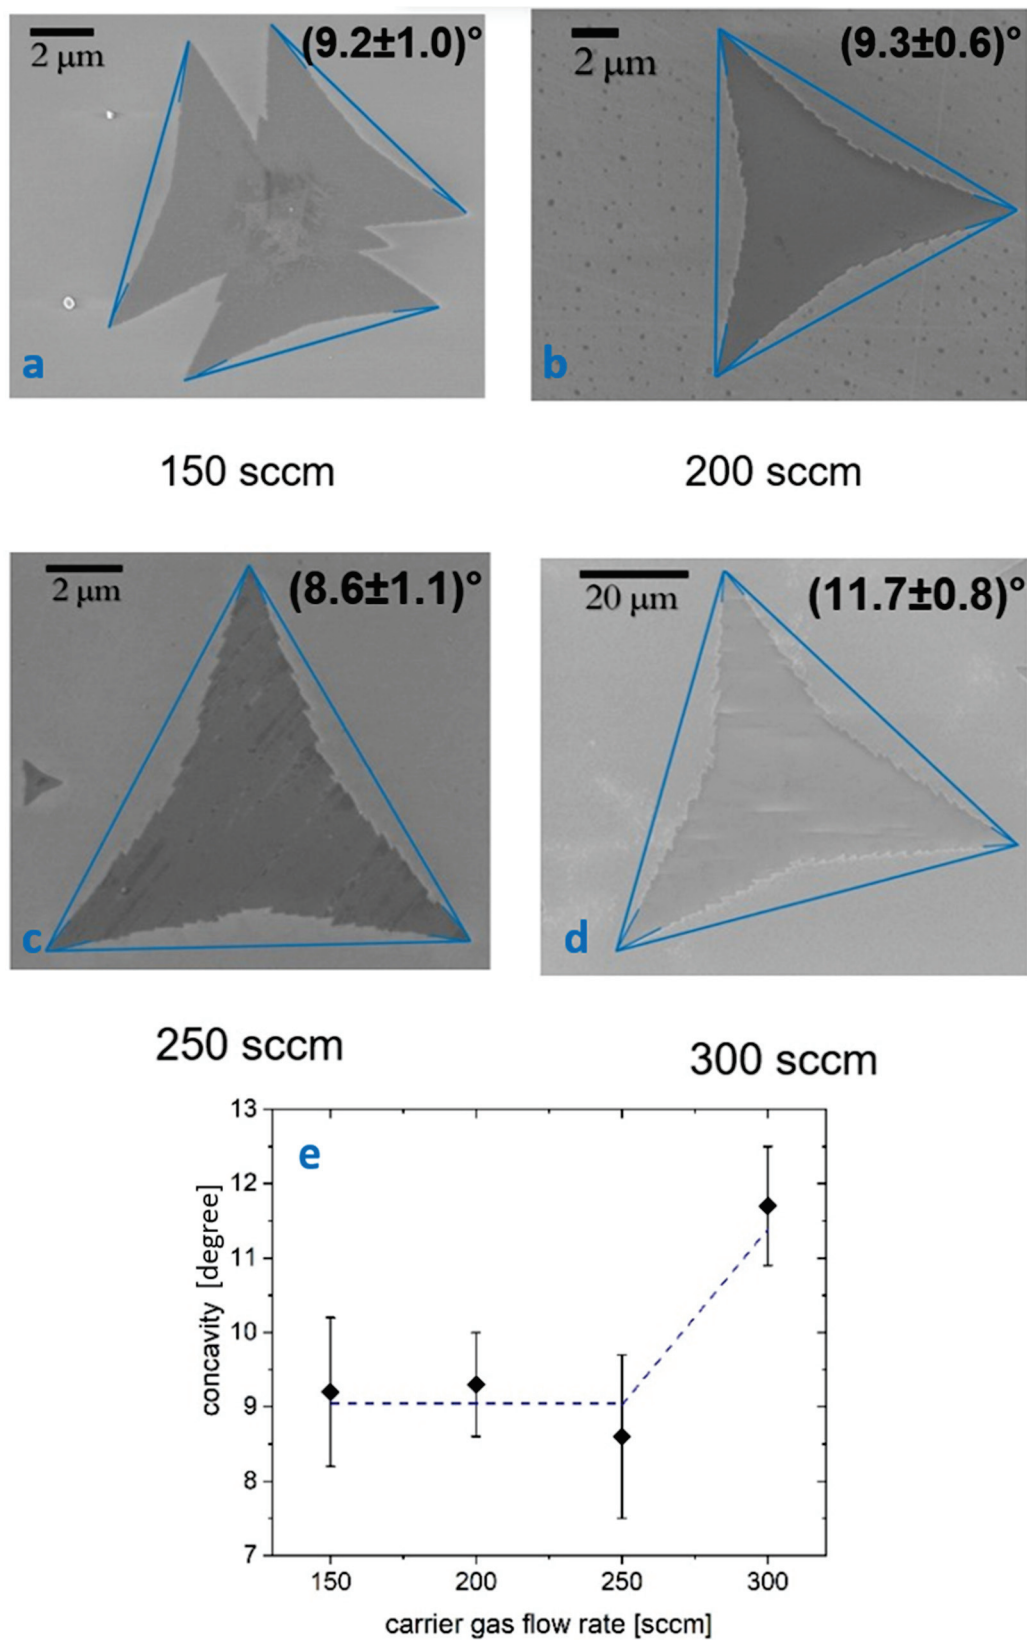 2 μm
(9.2±1.0)°
a
2 μm
(9.3±0.6)°
b
150 sccm
200 sccm
2 μm
(8.6±1.1)°
c
20 μm
(11.7±0.8)°
d
250 sccm
300 sccm
e
13
12
11
10
9
8
7
concavity [degree]
150
200
250
300
carrier gas flow rate [sccm]